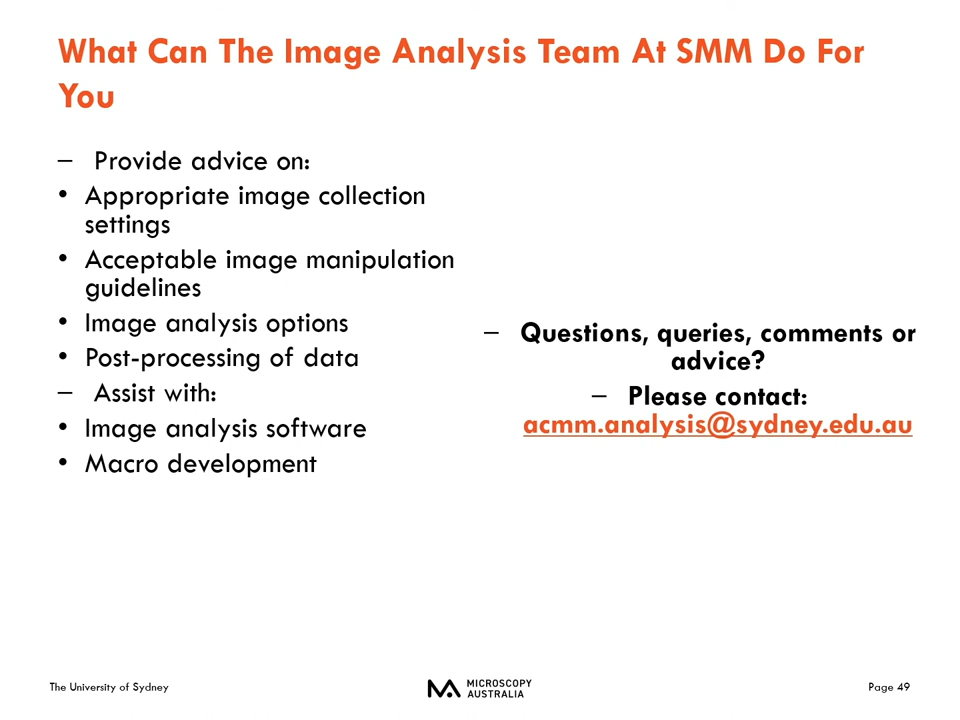 What Can The Image Analysis Team At SMM Do For
You
– Provide advice on:
• Appropriate image collection
settings
• Acceptable image manipulation
guidelines
• Image analysis options
• Post-processing of data
– Assist with:
• Image analysis software
• Macro development
– Questions, queries, comments or
advice?
– Please contact:
acmm.analysis@sydney.edu.au
The University of Sydney
MICROSCOPY
AUSTRALIA
Page 49